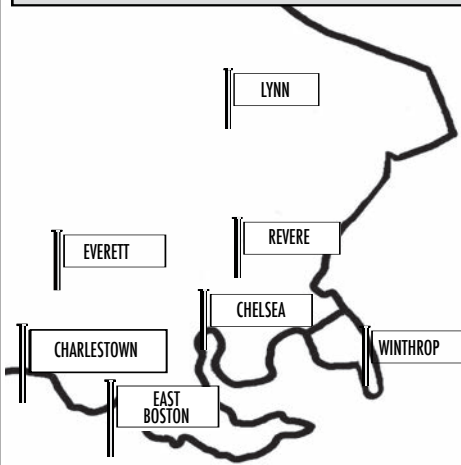 LYNN
REVERE
EVERETT
CHELSEA
CHARLESTOWN
WINTHROP
EAST
BOSTON